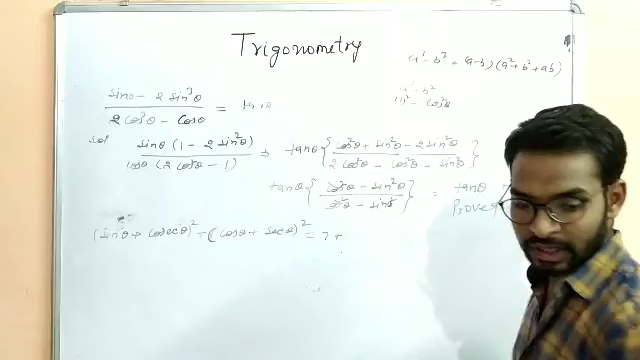 Trigonometry
a³ - b³ = (a-b) (a² + b² + ab)
a² - b²
sinθ - 2 sin³θ / 2 cos³θ - cosθ = tanθ
Sol sinθ (1 - 2 sin²θ) / cosθ (2 cos²θ - 1) ⇒ tanθ { cos²θ + sin²θ - 2 sin²θ / 2 cos²θ - cos²θ - sin²θ }
tanθ { cos²θ - sin²θ / cos²θ - sin²θ } = tanθ
Proved
(sinθ + cosecθ)² + (cosθ + secθ)² = 7 +